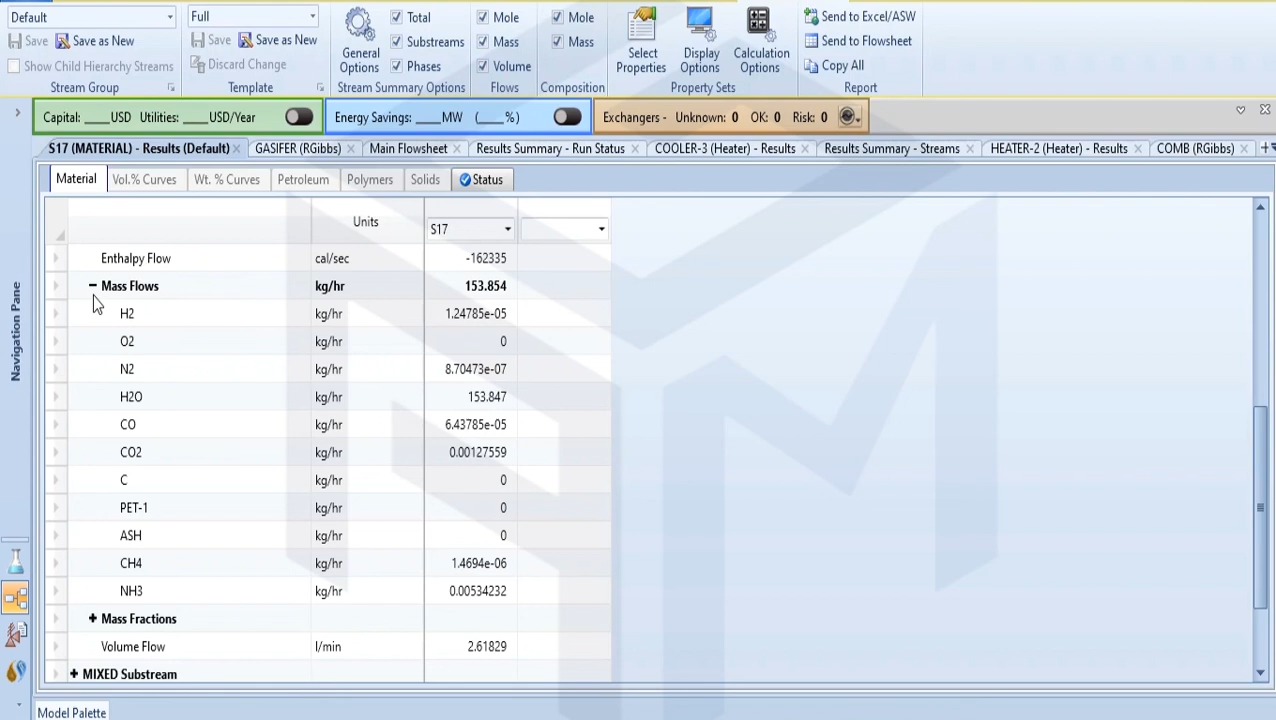 Default Full Total Mole Mole Send to Excel/ASW
Save Save as New Save Save as New Substreams Mass Mass Send to Flowsheet
Show Child Hierarchy Streams Discard Change General Options Phases Volume Select Properties Display Options Calculation Options Copy All
Stream Group Template Stream Summary Options Flows Composition Property Sets Report
Capital: ____USD Utilities: ____USD/Year Energy Savings: ____MW (____%) Exchangers - Unknown: 0 OK: 0 Risk: 0
S17 (MATERIAL) - Results (Default) GASIFER (RGibbs) Main Flowsheet Results Summary - Run Status COOLER-3 (Heater) - Results Results Summary - Streams HEATER-2 (Heater) - Results COMB (RGibbs)
Material Vol.% Curves Wt. % Curves Petroleum Polymers Solids Status
Units S17
Enthalpy Flow cal/sec -162335
Mass Flows kg/hr 153.854
H2 kg/hr 1.24785e-05
O2 kg/hr 0
N2 kg/hr 8.70473e-07
H2O kg/hr 153.847
CO kg/hr 6.43785e-05
CO2 kg/hr 0.00127559
C kg/hr 0
PET-1 kg/hr 0
ASH kg/hr 0
CH4 kg/hr 1.4694e-06
NH3 kg/hr 0.00534232
Mass Fractions
Volume Flow l/min 2.61829
MIXED Substream
Navigation Pane
Model Palette